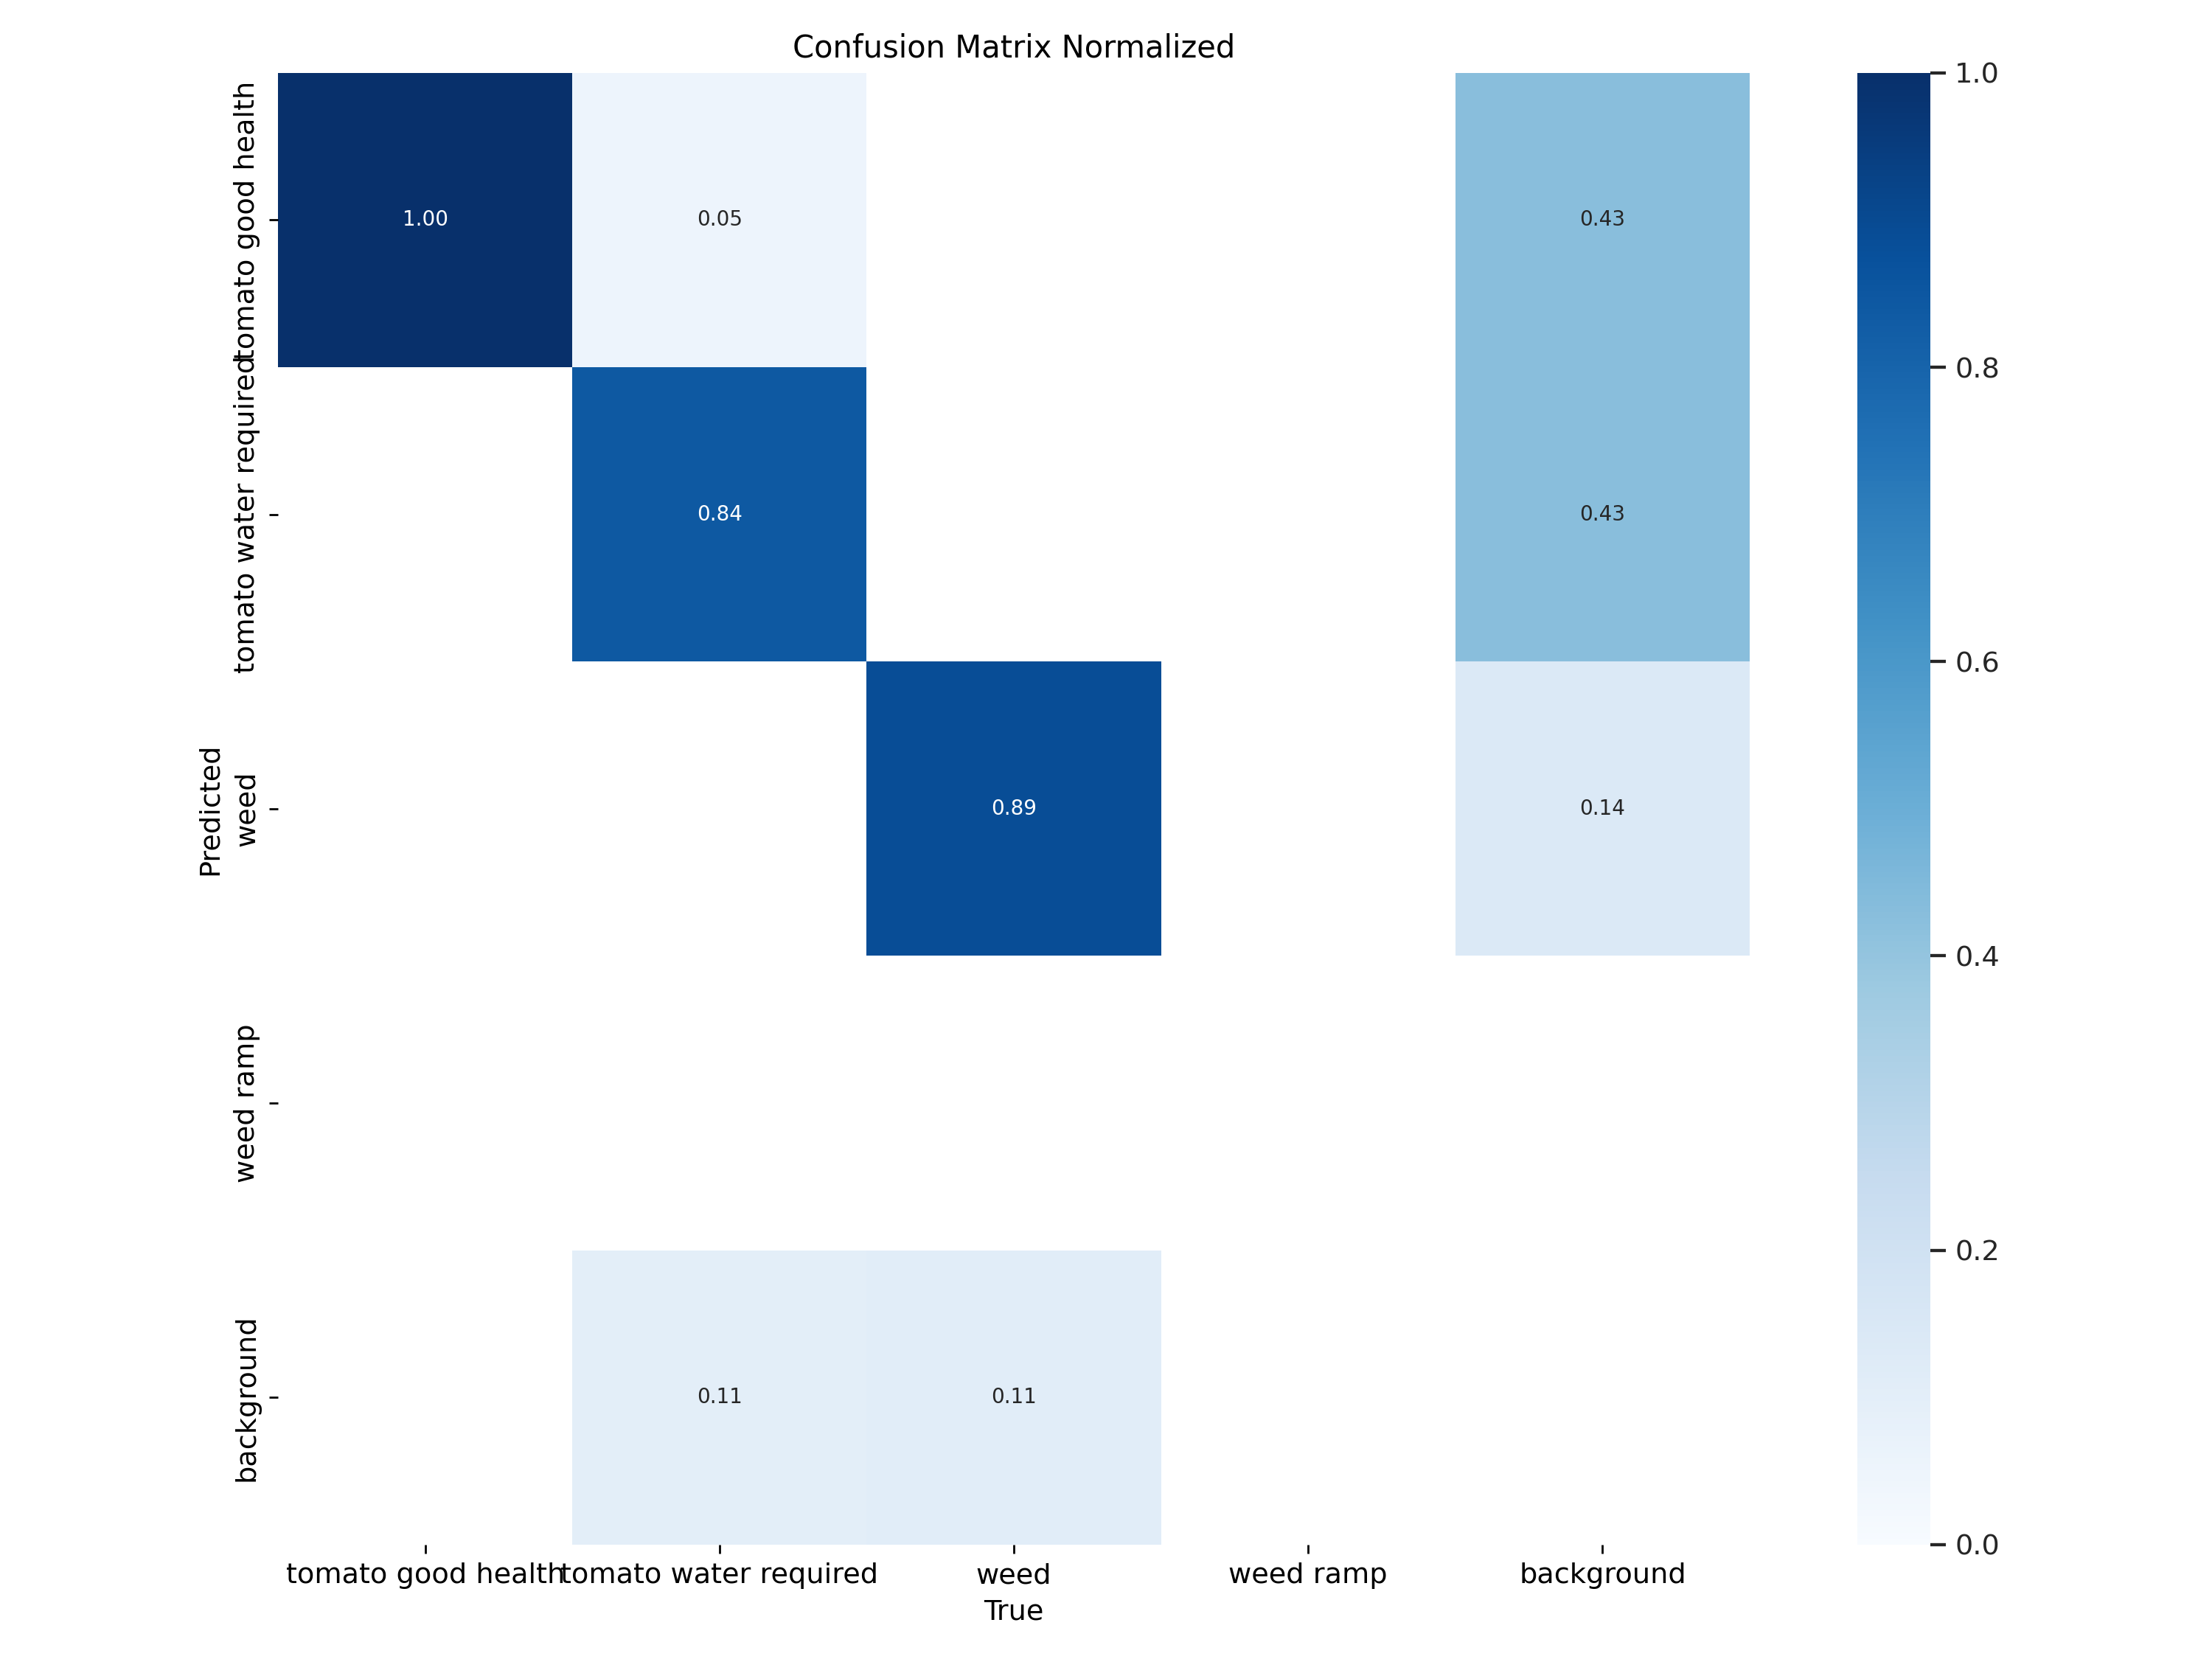 Confusion Matrix Normalized
tomato good health
tomato water required
weed
weed ramp
background
Predicted
1.00
0.05
0.43
0.84
0.43
0.89
0.14
0.11
0.11
tomato good health
tomato water required
weed
weed ramp
background
True
1.0
0.8
0.6
0.4
0.2
0.0